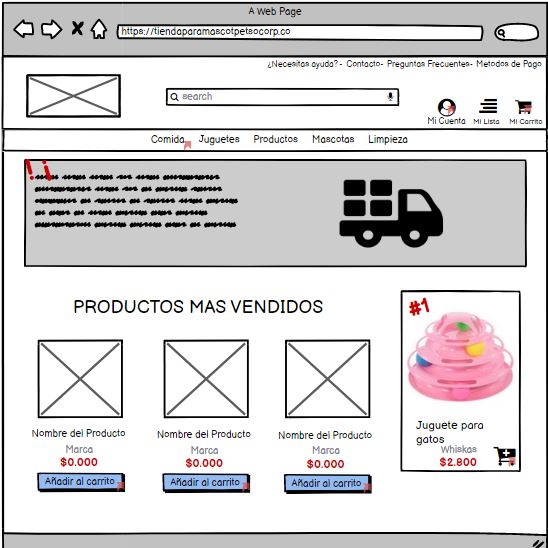 A Web Page
https://tiendaparamascotpetsocorp.co
¿Necesitas ayuda? - Contacto- Preguntas Frecuentes- Metodos de Pago
search
Mi Cuenta Mi Lista Mi Carrito
Comida Juguetes Productos Mascotas Limpieza
! ¡
PRODUCTOS MAS VENDIDOS
#1
Nombre del Producto Nombre del Producto Nombre del Producto
Marca Marca Marca
$0.000 $0.000 $0.000
Añadir al carrito Añadir al carrito Añadir al carrito
Juguete para
gatos
Whiskas
$2.800